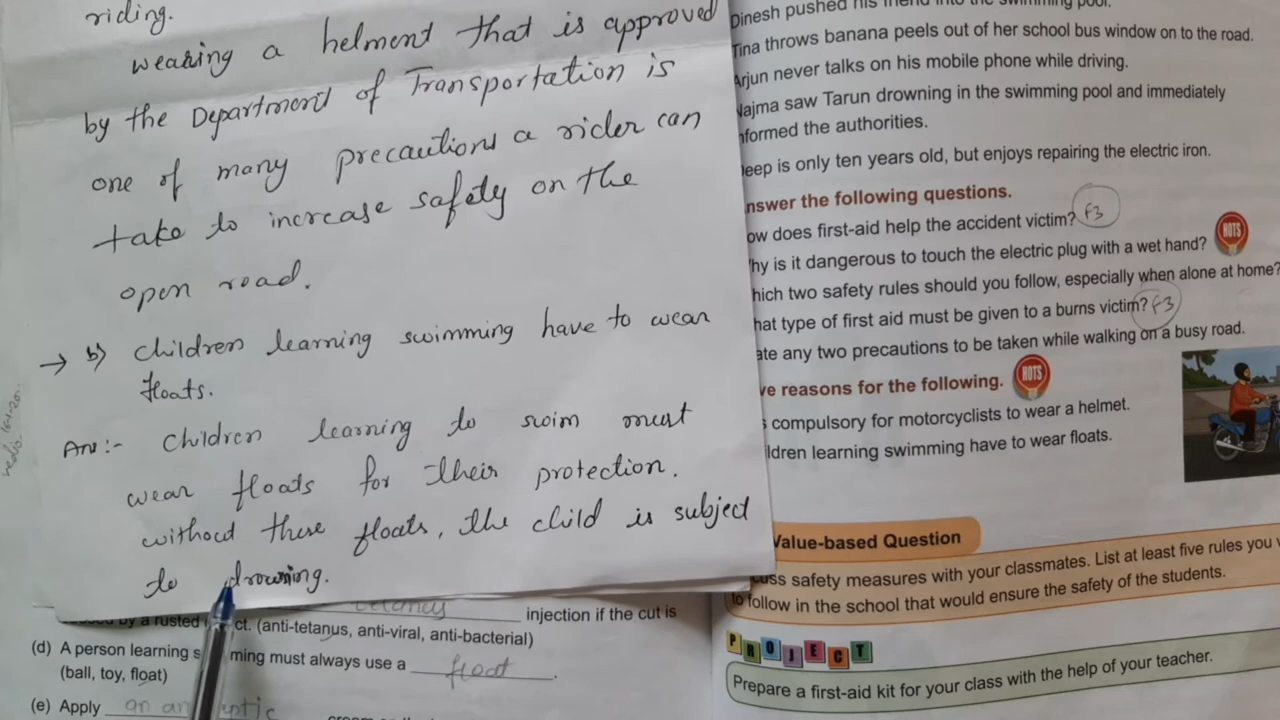 riding.
wearing a helment that is approved
by the Department of Transportation is
one of many precautions a rider can
take to increase safety on the
open road.
→ b) children learning swimming have to wear
floats.
Ans:- Children learning to swim must
wear floats for their protection.
without these floats, the child is subject
to drowning.
injection if the cut is
by a rusted ct. (anti-tetanus, anti-viral, anti-bacterial)
(d) A person learning s ming must always use a float.
(ball, toy, float)
(e) Apply an an ptic
Dinesh pushed his friend into the swimming pool.
Tina throws banana peels out of her school bus window on to the road.
Arjun never talks on his mobile phone while driving.
Najma saw Tarun drowning in the swimming pool and immediately
nformed the authorities.
eep is only ten years old, but enjoys repairing the electric iron.
nswer the following questions.
ow does first-aid help the accident victim? F3
hy is it dangerous to touch the electric plug with a wet hand? HOTS
hich two safety rules should you follow, especially when alone at home?
hat type of first aid must be given to a burns victim? F3
ate any two precautions to be taken while walking on a busy road.
ve reasons for the following. HOTS
s compulsory for motorcyclists to wear a helmet.
ldren learning swimming have to wear floats.
Value-based Question
cuss safety measures with your classmates. List at least five rules you
to follow in the school that would ensure the safety of the students.
PROJECT
Prepare a first-aid kit for your class with the help of your teacher.